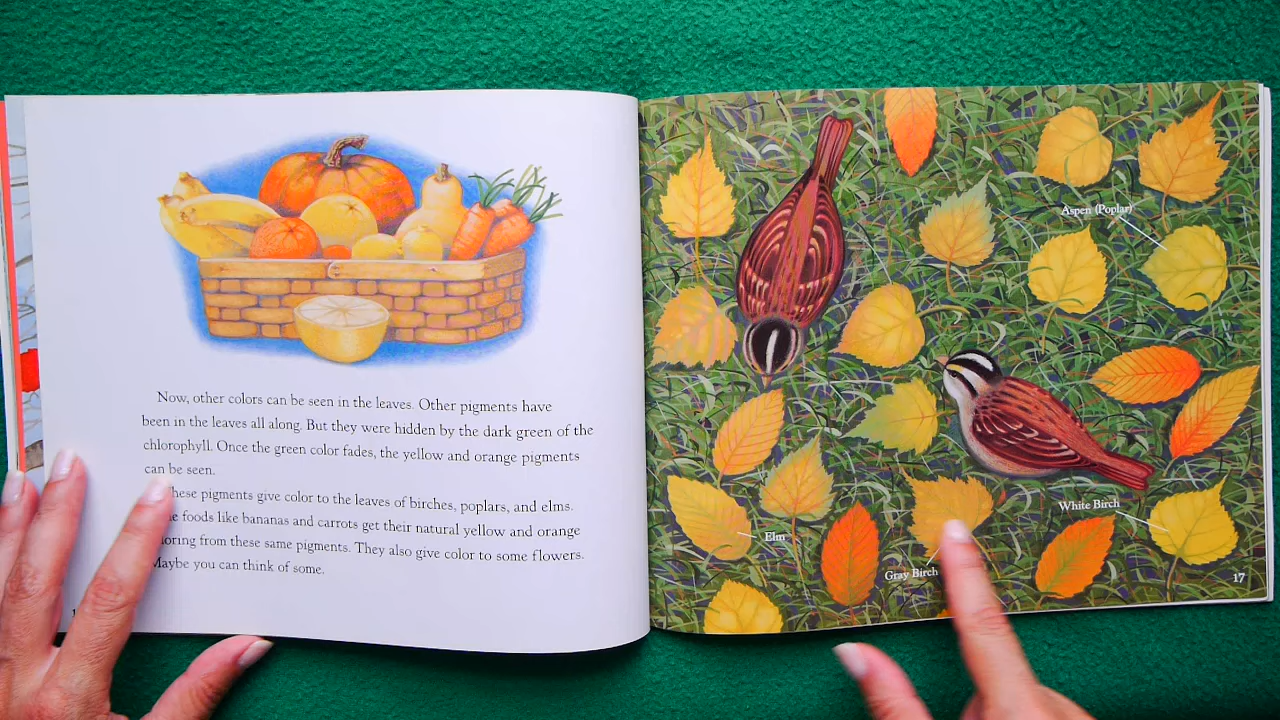 Now, other colors can be seen in the leaves. Other pigments have
been in the leaves all along. But they were hidden by the dark green of the
chlorophyll. Once the green color fades, the yellow and orange pigments
can be seen.
hese pigments give color to the leaves of birches, poplars, and elms.
foods like bananas and carrots get their natural yellow and orange
oring from these same pigments. They also give color to some flowers.
Maybe you can think of some.
Aspen (Poplar)
White Birch
Elm
Gray Birch
17